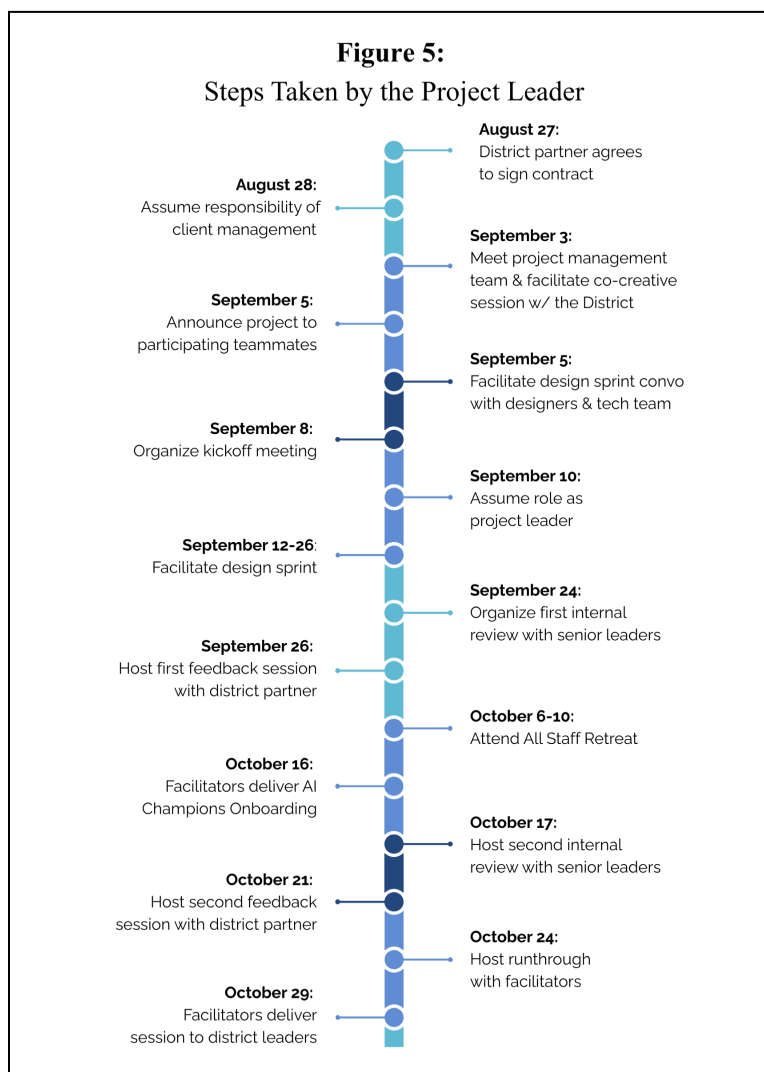 Figure 5:
Steps Taken by the Project Leader
August 27:
District partner agrees
to sign contract
August 28:
Assume responsibility of
client management
September 3:
Meet project management
team & facilitate co-creative
session w/ the District
September 5:
Announce project to
participating teammates
September 5:
Facilitate design sprint convo
with designers & tech team
September 8:
Organize kickoff meeting
September 10:
Assume role as
project leader
September 12-26:
Facilitate design sprint
September 24:
Organize first internal
review with senior leaders
September 26:
Host first feedback session
with district partner
October 6-10:
Attend All Staff Retreat
October 16:
Facilitators deliver AI
Champions Onboarding
October 17:
Host second internal
review with senior leaders
October 21:
Host second feedback
session with district partner
October 24:
Host runthrough
with facilitators
October 29:
Facilitators deliver
session to district leaders